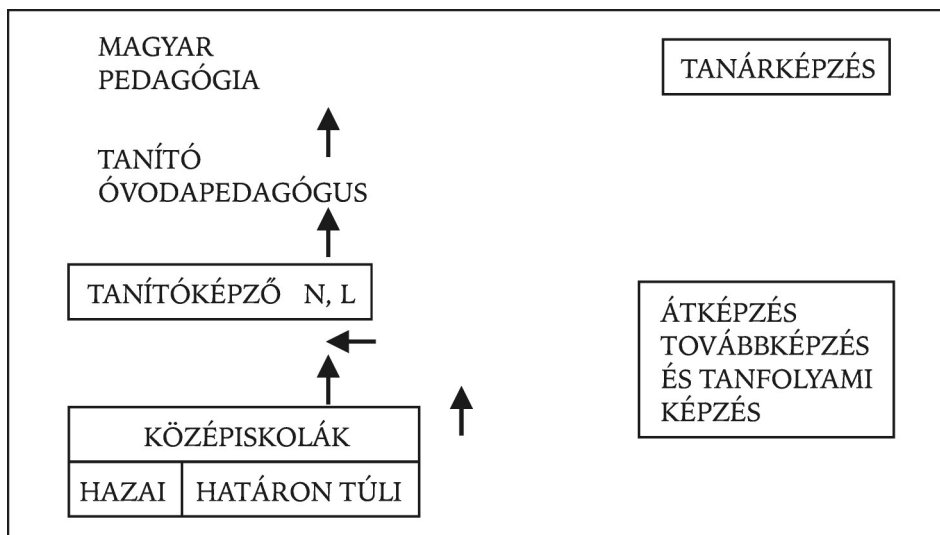 MAGYAR
PEDAGÓGIA
TANÁRKÉPZÉS
TANÍTÓ
ÓVODAPEDAGÓGUS
TANÍTÓKÉPZŐ N, L
ÁTKÉPZÉS
TOVÁBBKÉPZÉS
ÉS TANFOLYAMI
KÉPZÉS
KÖZÉPISKOLÁK
HAZAI HATÁRON TÚLI